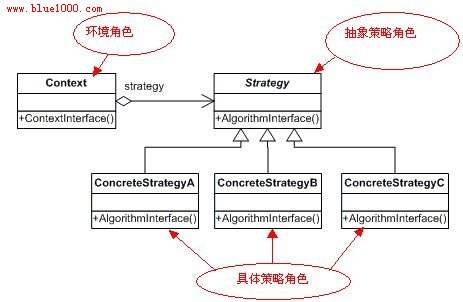 www.blue1000.com
环境角色
抽象策略角色
Context
strategy
Strategy
+ContextInterface()
+AlgorithmInterface()
ConcreteStrategyA
ConcreteStrategyB
ConcreteStrategyC
+AlgorithmInterface()
+AlgorithmInterface()
+AlgorithmInterface()
具体策略角色